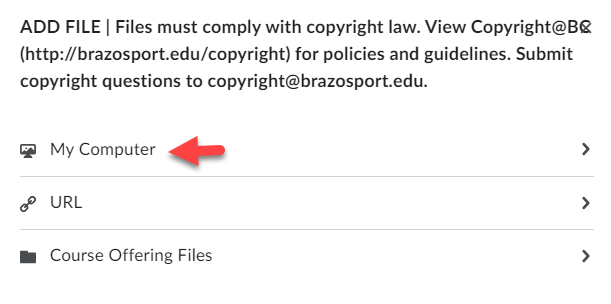 ADD FILE | Files must comply with copyright law. View Copyright@BC
(http://brazosport.edu/copyright) for policies and guidelines. Submit
copyright questions to copyright@brazosport.edu.
My Computer
URL
Course Offering Files